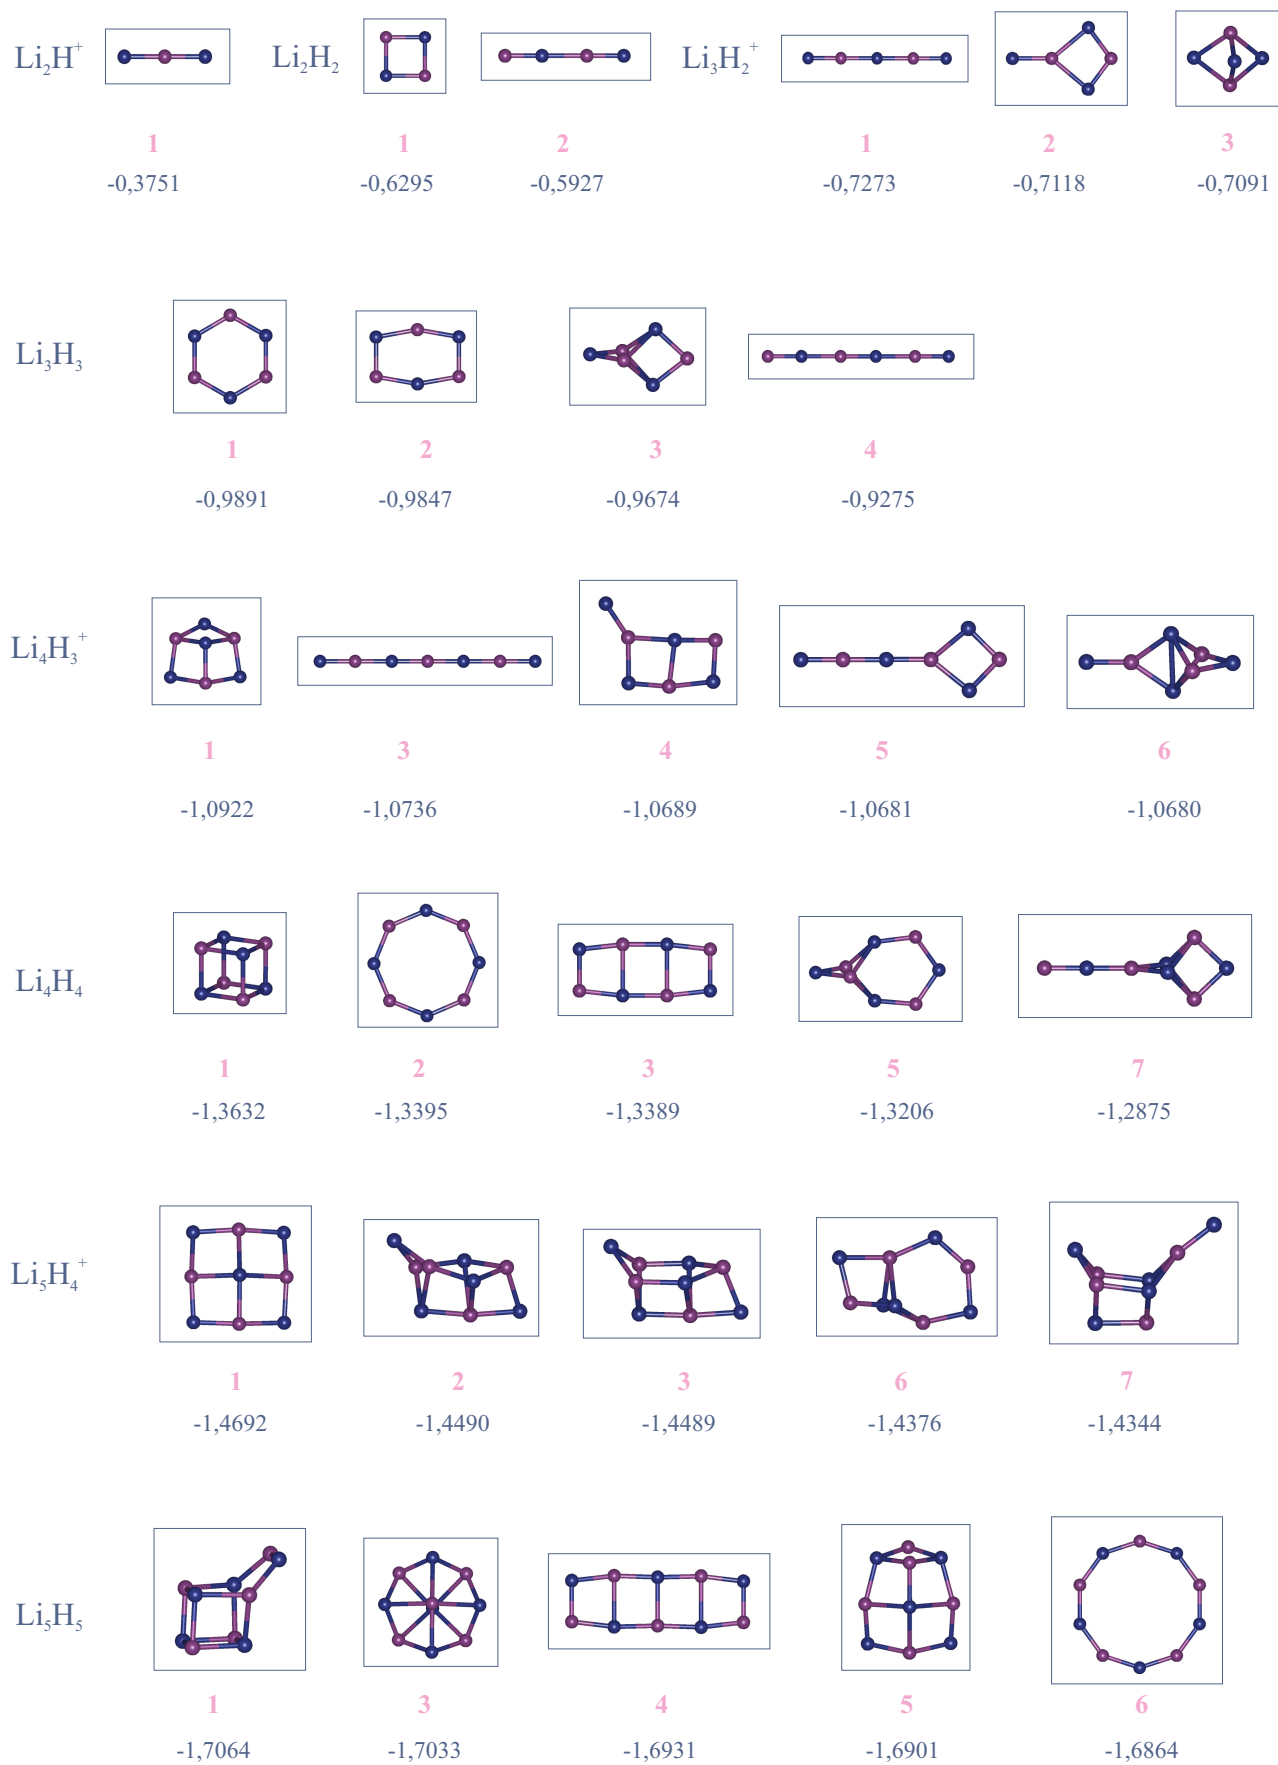 Li₂H⁺ Li₂H₂ Li₃H₂⁺
1 1 2 1 2 3
-0,3751 -0,6295 -0,5927 -0,7273 -0,7118 -0,7091
Li₃H₃
1 2 3 4
-0,9891 -0,9847 -0,9674 -0,9275
Li₄H₃⁺
1 3 4 5 6
-1,0922 -1,0736 -1,0689 -1,0681 -1,0680
Li₄H₄
1 2 3 5 7
-1,3632 -1,3395 -1,3389 -1,3206 -1,2875
Li₅H₄⁺
1 2 3 6 7
-1,4692 -1,4490 -1,4489 -1,4376 -1,4344
Li₅H₅
1 3 4 5 6
-1,7064 -1,7033 -1,6931 -1,6901 -1,6864